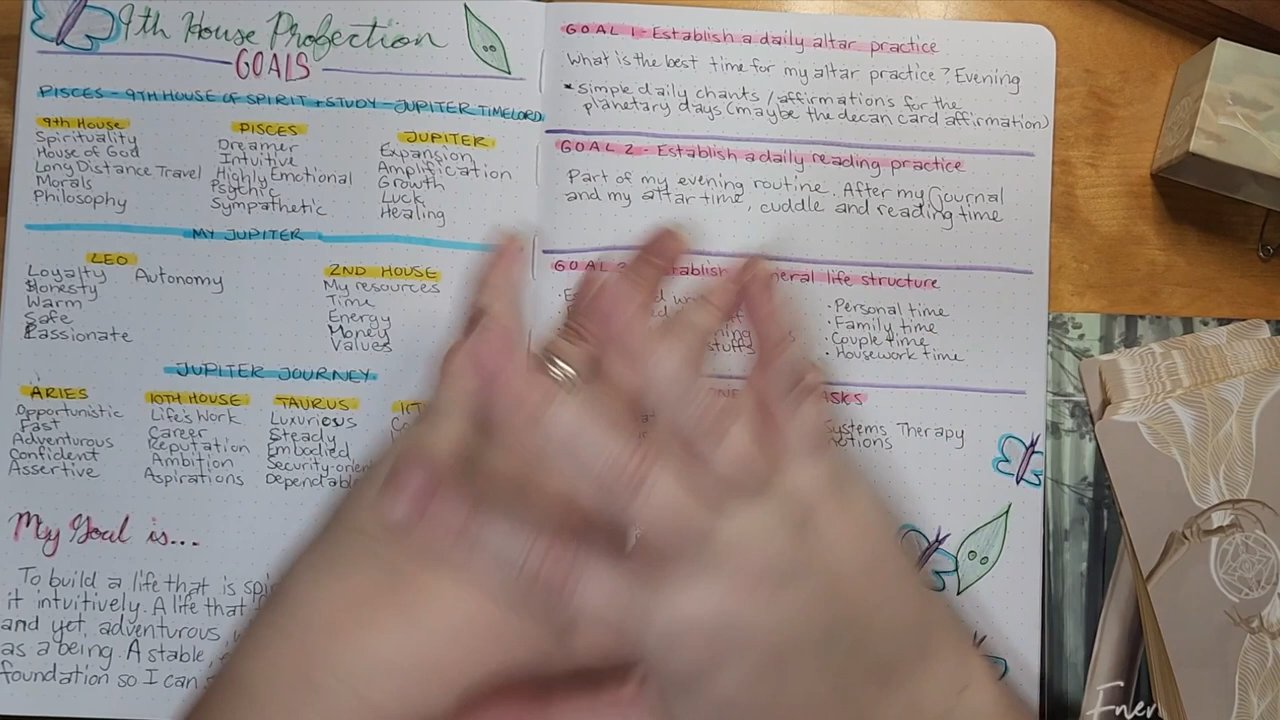 9th House Profection
GOALS
PISCES - 9TH HOUSE OF SPIRIT + STUDY - JUPITER TIMELORD
9th House
Spirituality
House of God
Long Distance Travel
Morals
Philosophy
PISCES
Dreamer
Intuitive
Highly Emotional
Psychic
Sympathetic
JUPITER
Expansion
Amplification
Growth
Luck
Healing
MY JUPITER
LEO
Loyalty Autonomy
Honesty
Warm
Safe
Passionate
2ND HOUSE
My resources
Time
Energy
Money
Values
JUPITER JOURNEY
ARIES
Opportunistic
Fast
Adventurous
Confident
Assertive
10TH HOUSE
Life's Work
Career
Reputation
Ambition
Aspirations
TAURUS
Luxurious
Steady
Embodied
Security-orien
Dependable
My Goal is...
To build a life that is
it intuitively. A life that
and yet, adventurous,
as a being. A stable,
foundation so I can
GOAL 1 - Establish a daily altar practice
What is the best time for my altar practice? Evening
* simple daily chants / affirmations for the
planetary days (maybe the decan card affirmation)
GOAL 2 - Establish a daily reading practice
Part of my evening routine. After my journal
and my altar time, cuddle and reading time
GOAL establish neral life structure
stuffs
• Personal time
• Family time
• Couple time
• Housework time
Systems Therapy